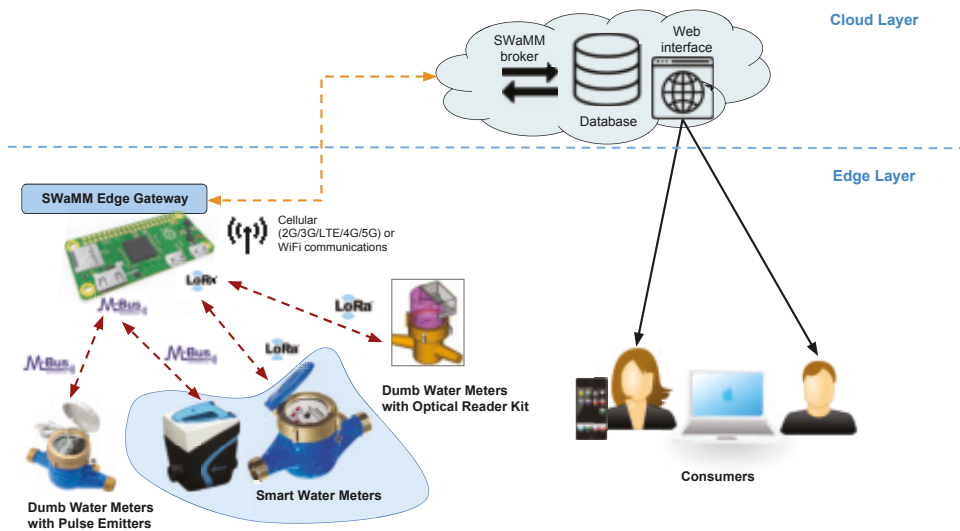 Cloud Layer
SWaMM
broker
Web
interface
Database
Edge Layer
SWaMM Edge Gateway
Cellular
(2G/3G/LTE/4G/5G) or
WiFi communications
LoRa
M-Bus
LoRa
M-Bus
M-Bus
LoRa
Dumb Water Meters
with Optical Reader Kit
Smart Water Meters
Dumb Water Meters
with Pulse Emitters
Consumers